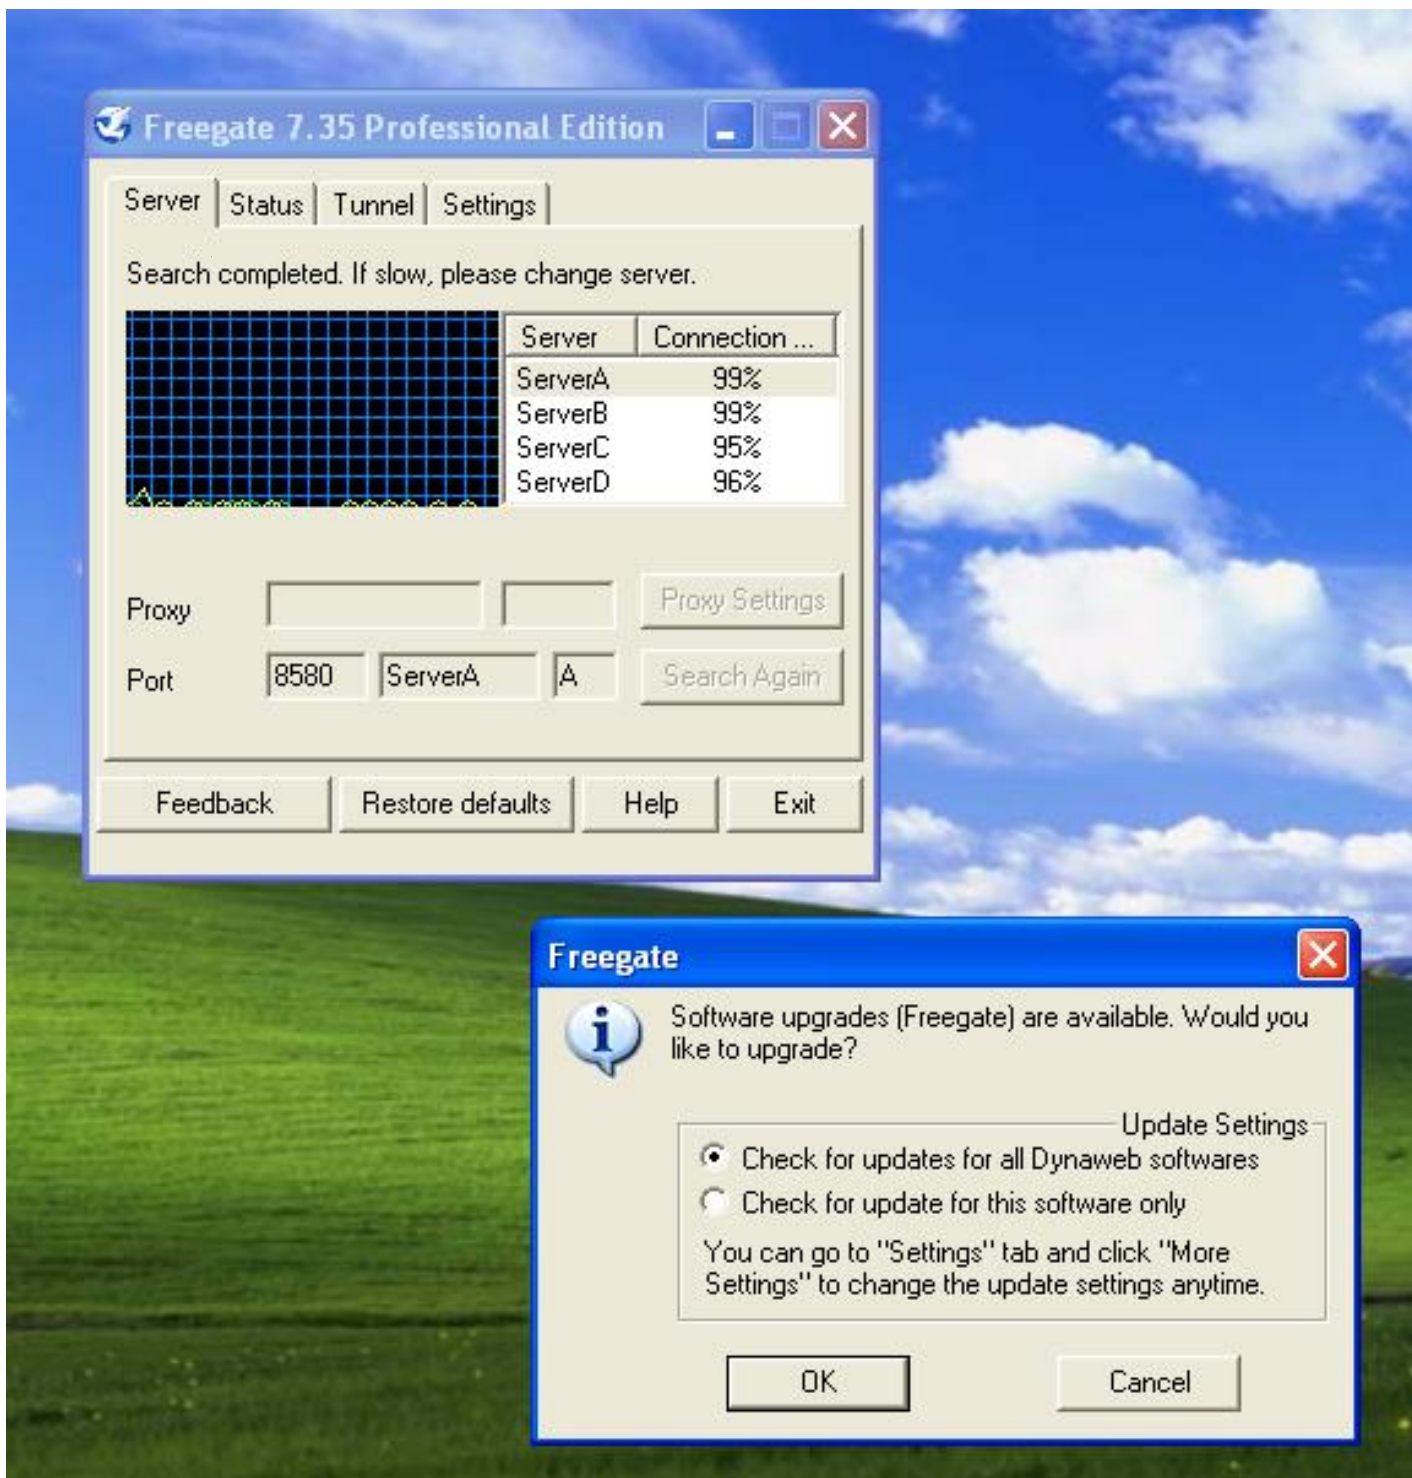 Freegate 7.35 Professional Edition
Server Status Tunnel Settings
Search completed. If slow, please change server.
Server Connection ...
ServerA 99%
ServerB 99%
ServerC 95%
ServerD 96%
Proxy Proxy Settings
Port 8580 ServerA A Search Again
Feedback Restore defaults Help Exit
Freegate
Software upgrades (Freegate) are available. Would you
like to upgrade?
Update Settings
Check for updates for all Dynaweb softwares
Check for update for this software only
You can go to "Settings" tab and click "More
Settings" to change the update settings anytime.
OK Cancel